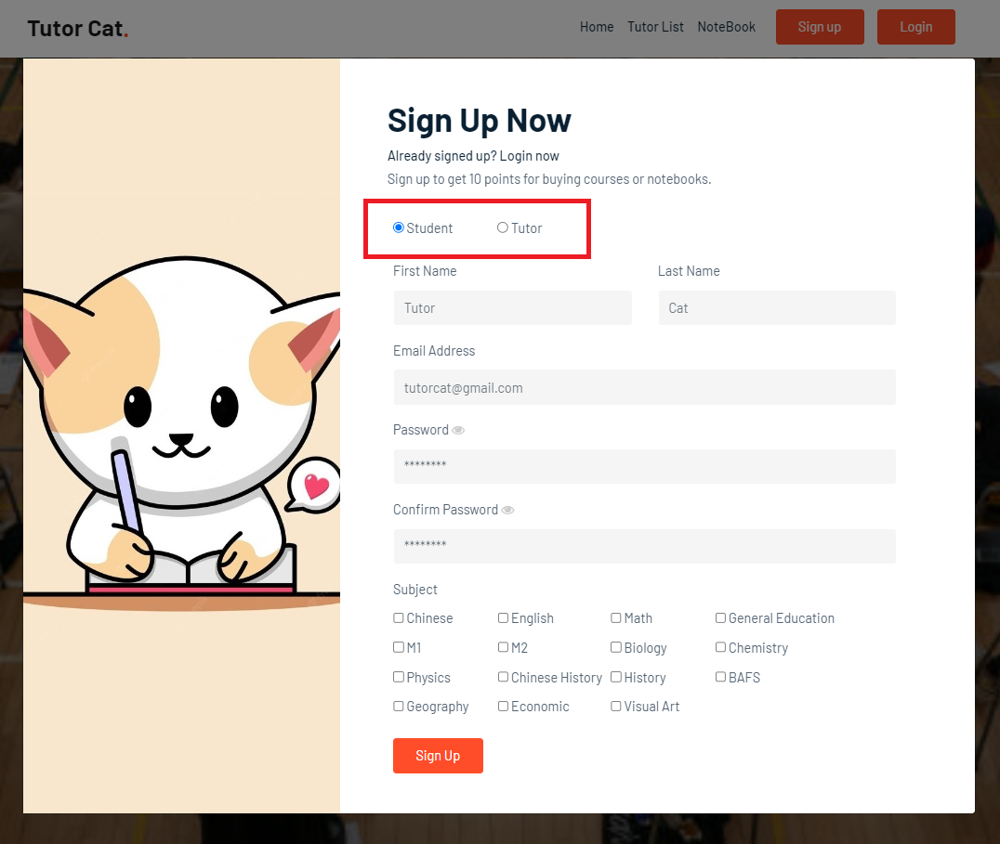 Tutor Cat.
Home Tutor List NoteBook Sign up Login
Sign Up Now
Already signed up? Login now
Sign up to get 10 points for buying courses or notebooks.
Student Tutor
First Name Last Name
Tutor Cat
Email Address
tutorcat@gmail.com
Password
********
Confirm Password
********
Subject
Chinese English Math General Education
M1 M2 Biology Chemistry
Physics Chinese History History BAFS
Geography Economic Visual Art
Sign Up